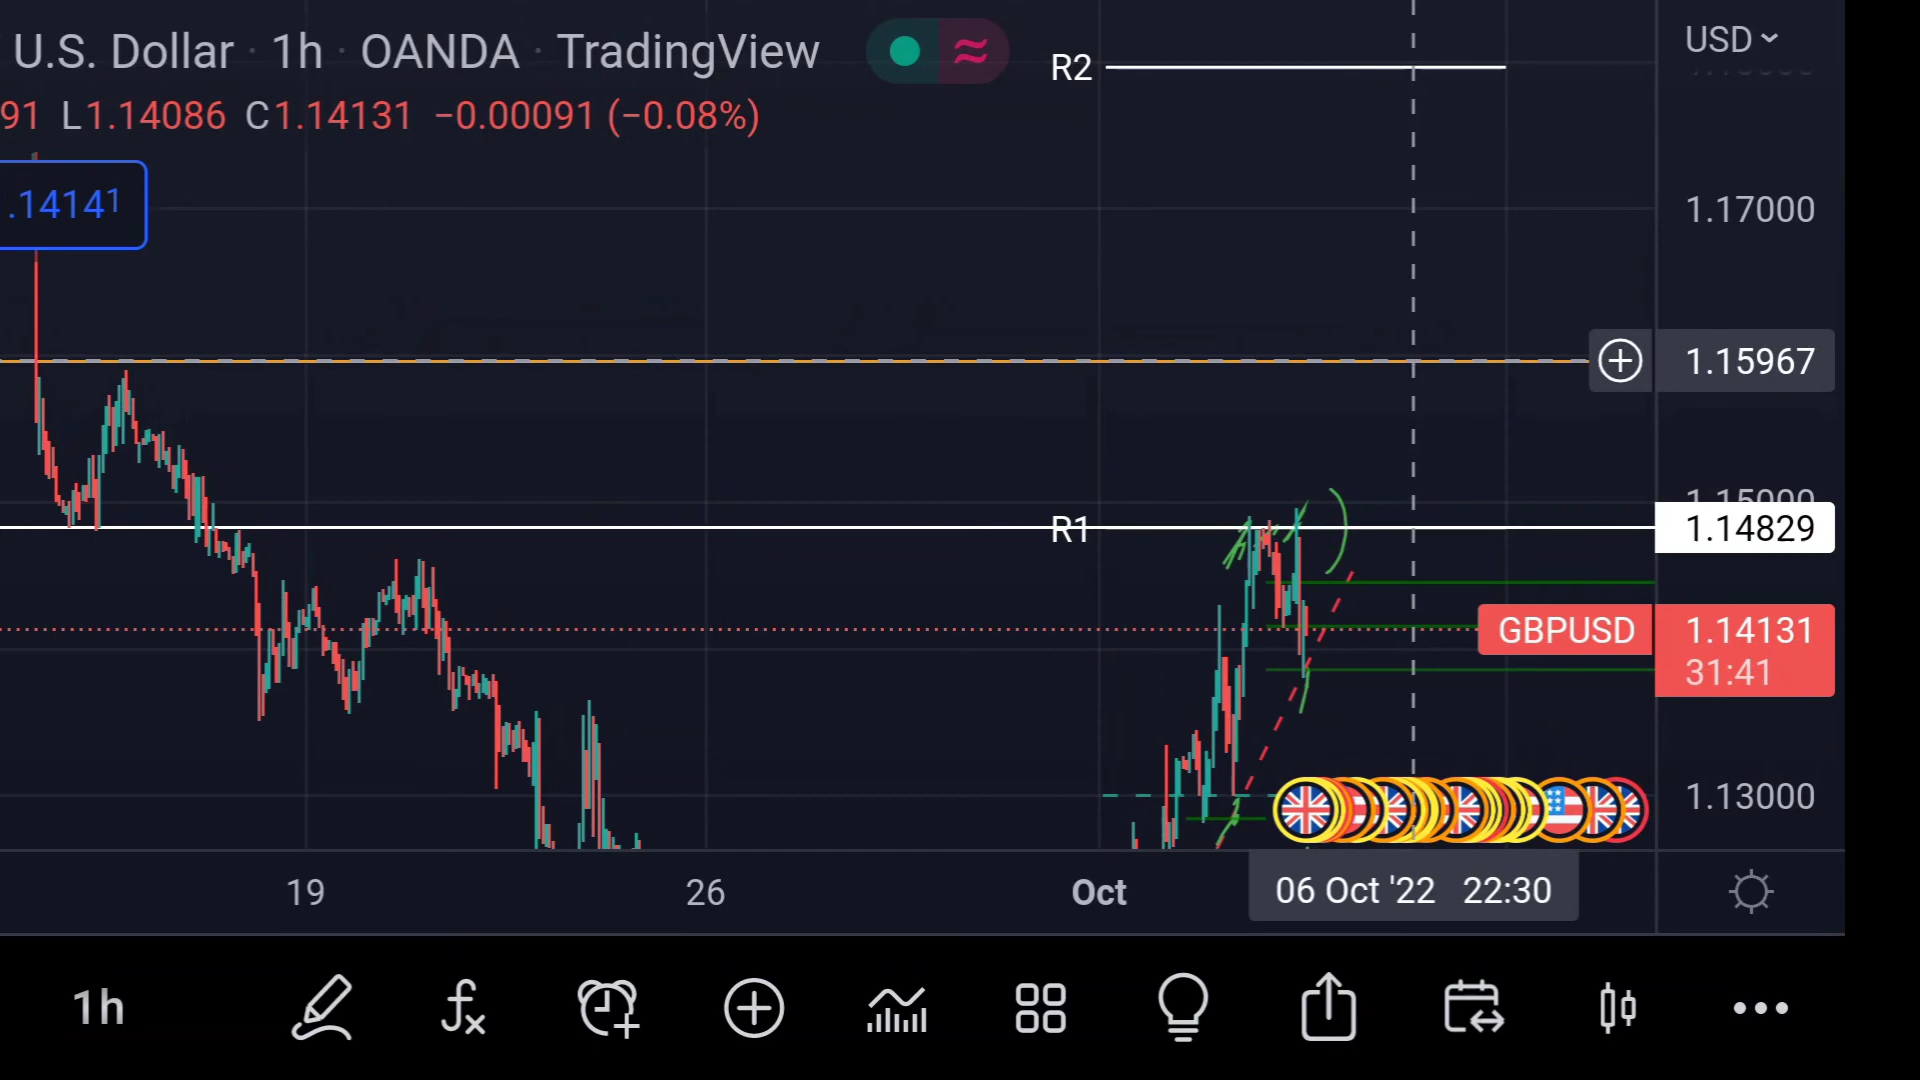 U.S. Dollar · 1h · OANDA · TradingView
USD
R2
91 L1.14086 C1.14131 −0.00091 (−0.08%)
.14141
1.17000
1.15967
1.15000
R1
1.14829
GBPUSD
1.14131
31:41
1.13000
19
26
Oct
06 Oct '22 22:30
1h